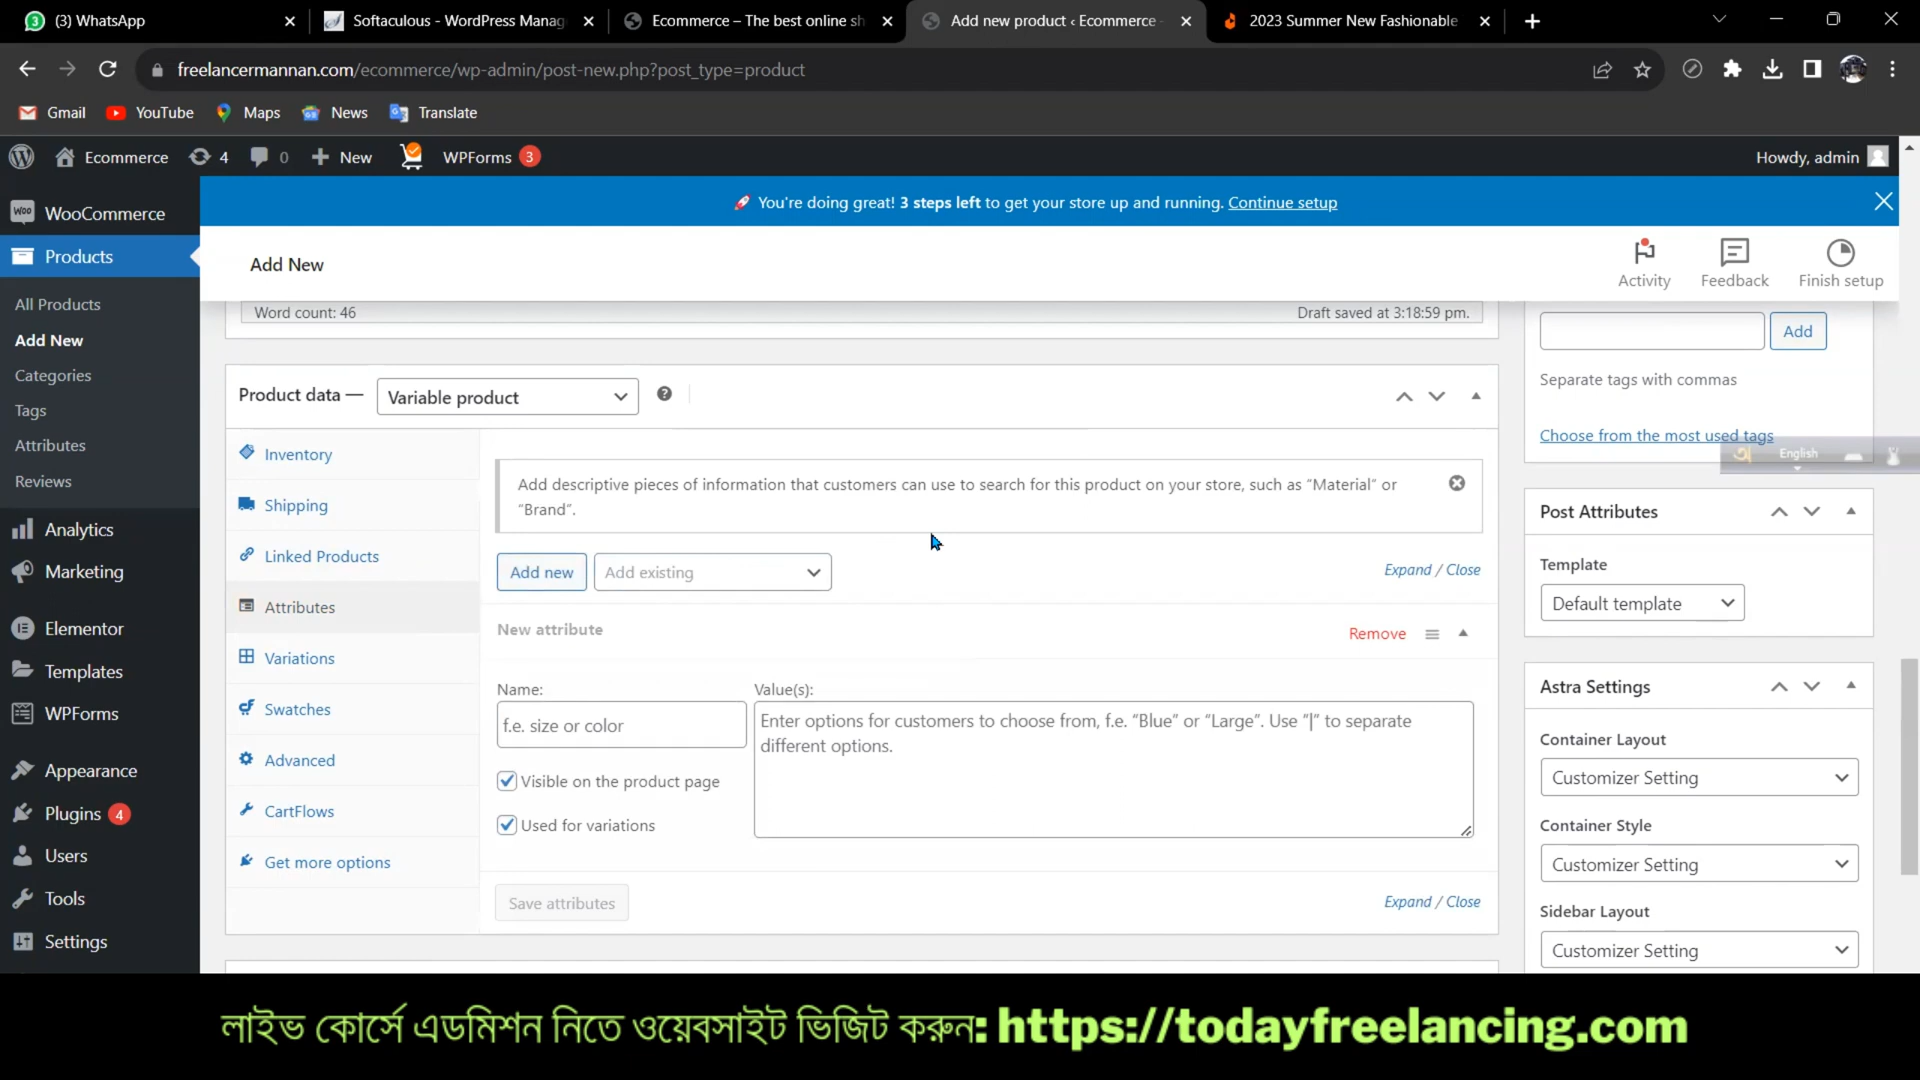 (3) WhatsApp
Softaculous - WordPress Manag
Ecommerce – The best online sh
Add new product ‹ Ecommerce -
2023 Summer New Fashionable
freelancermannan.com/ecommerce/wp-admin/post-new.php?post_type=product
Gmail
YouTube
Maps
News
Translate
Ecommerce
4
0
New
WPForms 3
Howdy, admin
WooCommerce
Products
All Products
Add New
Categories
Tags
Attributes
Reviews
Analytics
Marketing
Elementor
Templates
WPForms
Appearance
Plugins 4
Users
Tools
Settings
You're doing great! 3 steps left to get your store up and running. Continue setup
Add New
Activity
Feedback
Finish setup
Word count: 46
Draft saved at 3:18:59 pm.
Product data —
Variable product
Inventory
Shipping
Linked Products
Attributes
Variations
Swatches
Advanced
CartFlows
Get more options
Add descriptive pieces of information that customers can use to search for this product on your store, such as “Material” or
“Brand”.
Add new
Add existing
Expand / Close
New attribute
Remove
Name:
f.e. size or color
Value(s):
Enter options for customers to choose from, f.e. “Blue” or “Large”. Use “|” to separate
different options.
Visible on the product page
Used for variations
Save attributes
Expand / Close
Add
Separate tags with commas
Choose from the most used tags
English
Post Attributes
Template
Default template
Astra Settings
Container Layout
Customizer Setting
Container Style
Customizer Setting
Sidebar Layout
Customizer Setting
লাইভ কোর্সে এডমিশন নিতে ওয়েবসাইট ভিজিট করুন: https://todayfreelancing.com